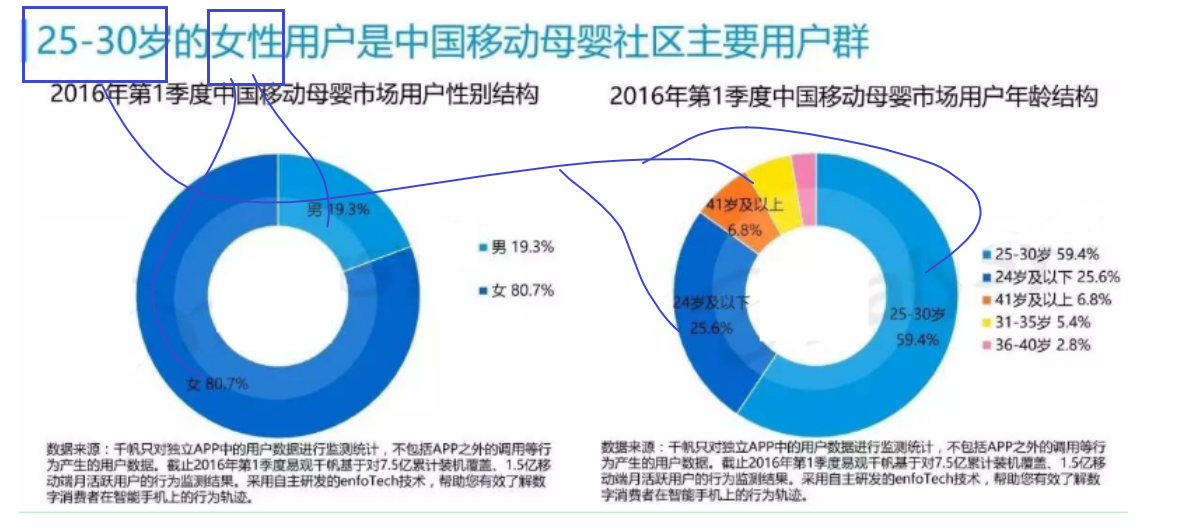 25-30岁的女性用户是中国移动母婴社区主要用户群
2016年第1季度中国移动母婴市场用户性别结构
男 19.3%
女 80.7%
男 19.3%
女 80.7%
数据来源：千帆只对独立APP中的用户数据进行监测统计，不包括APP之外的调用等行
为产生的用户数据。截止2016年第1季度易观千帆基于对7.5亿累计装机覆盖、1.5亿移
动端月活跃用户的行为监测结果。采用自主研发的enfoTech技术，帮助您有效了解数
字消费者在智能手机上的行为轨迹。
2016年第1季度中国移动母婴市场用户年龄结构
41岁及以上
6.8%
24岁及以下
25.6%
25-30岁
59.4%
25-30岁 59.4%
24岁及以下 25.6%
41岁及以上 6.8%
31-35岁 5.4%
36-40岁 2.8%
数据来源：千帆只对独立APP中的用户数据进行监测统计，不包括APP之外的调用等行
为产生的用户数据。截止2016年第1季度易观千帆基于对7.5亿累计装机覆盖、1.5亿移
动端月活跃用户的行为监测结果。采用自主研发的enfoTech技术，帮助您有效了解数
字消费者在智能手机上的行为轨迹。